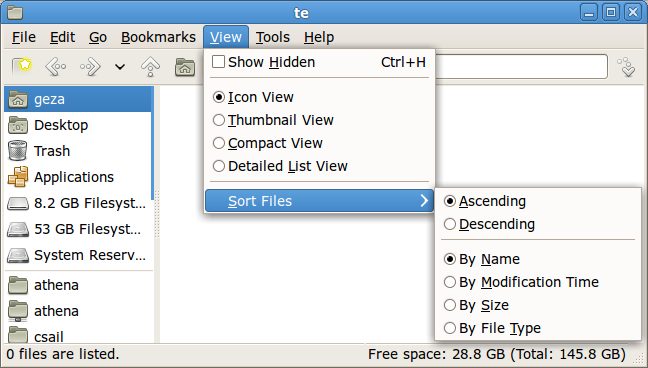 te
File Edit Go Bookmarks View Tools Help
Show Hidden Ctrl+H
Icon View
Thumbnail View
Compact View
Detailed List View
Sort Files
Ascending
Descending
By Name
By Modification Time
By Size
By File Type
geza
Desktop
Trash
Applications
8.2 GB Filesyst...
53 GB Filesyst...
System Reserv...
athena
athena
csail
0 files are listed. Free space: 28.8 GB (Total: 145.8 GB)